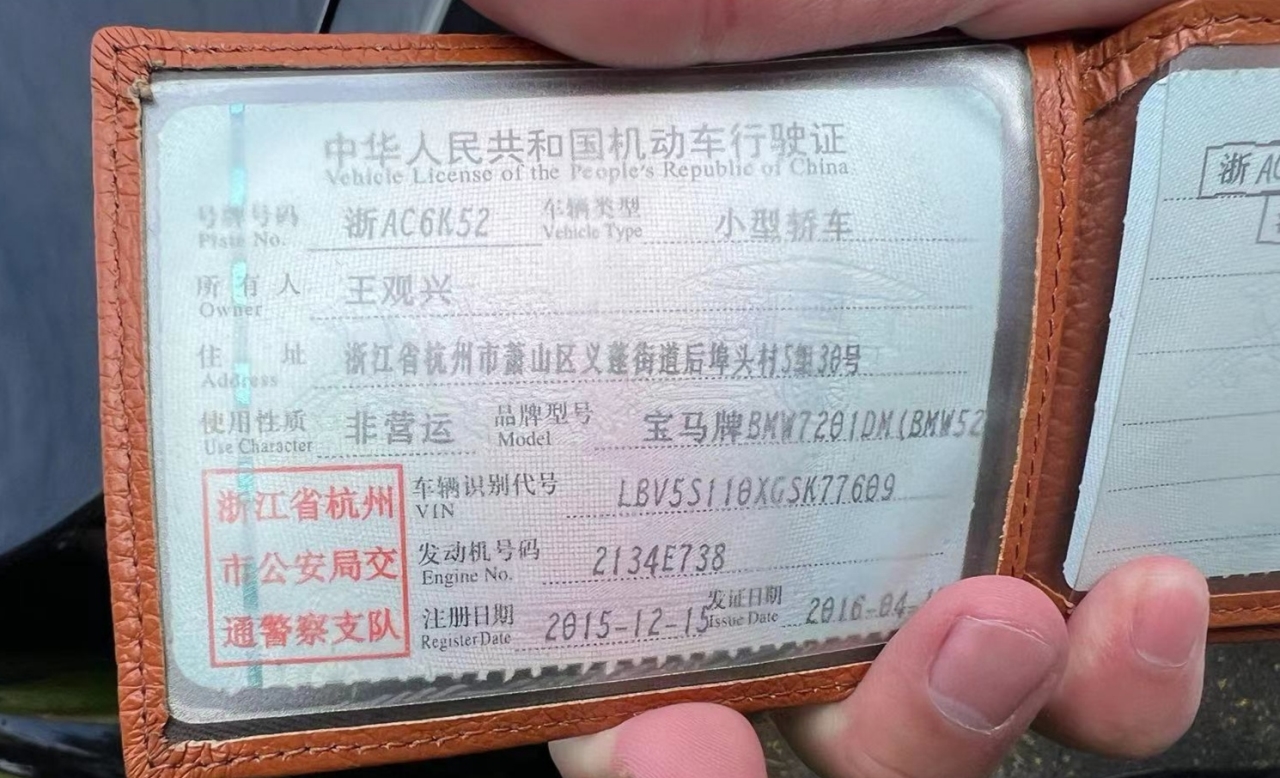 中华人民共和国机动车行驶证
Vehicle License of the People's Republic of China
号牌号码 浙AC6K52 车辆类型 小型轿车
Plate No. Vehicle Type
所有人 王观兴
Owner
住址 浙江省杭州市萧山区义蓬街道后埠头村5组30号
Address
使用性质 非营运 品牌型号 宝马牌BMW7201DM(BMW52
Use Character Model
浙江省杭州
市公安局交
通警察支队
车辆识别代号 LBV5S110XGSK77609
VIN
发动机号码 2134E738
Engine No.
注册日期 2015-12-15 发证日期 2016-04-
Register Date Issue Date
浙AC